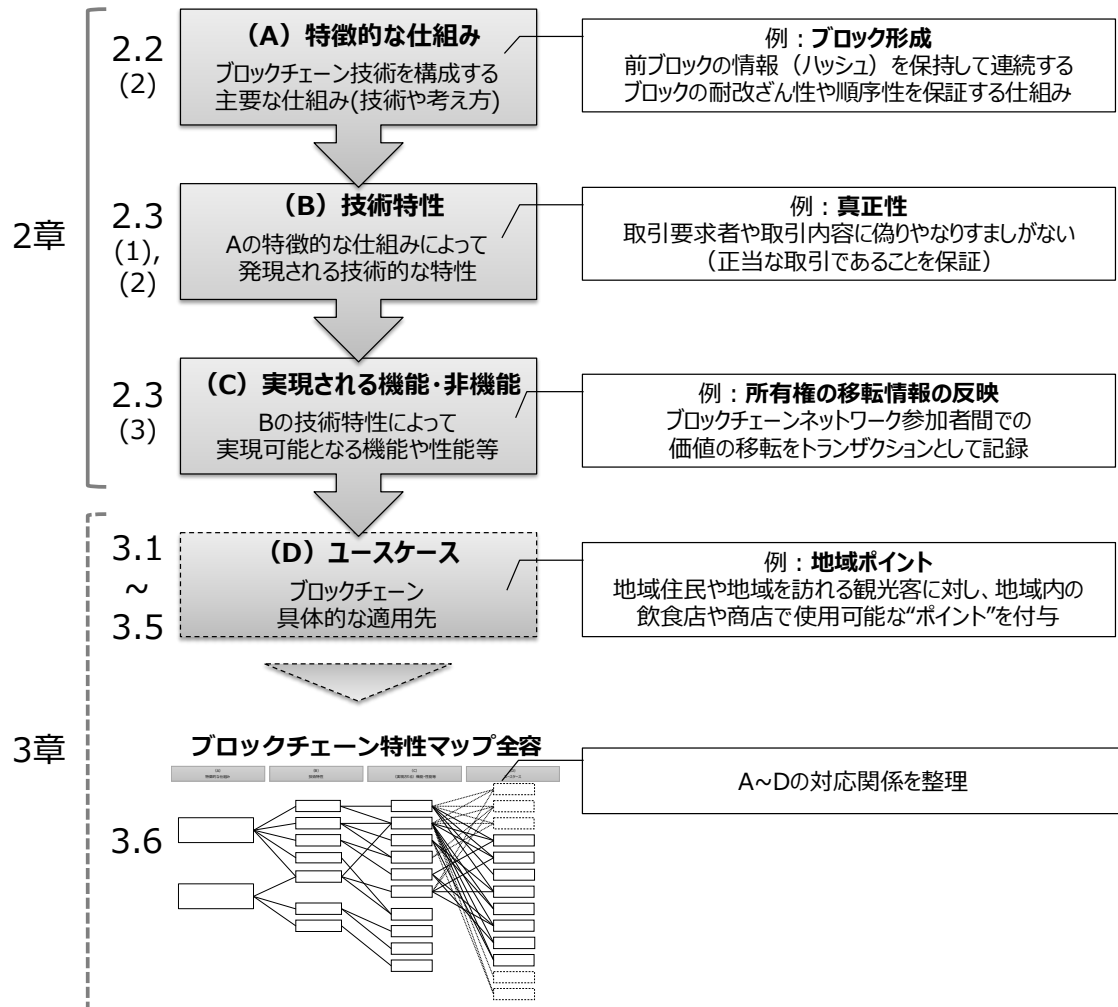 2章
2.2
(2)
（A）特徴的な仕組み
ブロックチェーン技術を構成する
主要な仕組み(技術や考え方)
例：ブロック形成
前ブロックの情報（ハッシュ）を保持して連続する
ブロックの耐改ざん性や順序性を保証する仕組み
2.3
(1),
(2)
（B）技術特性
Aの特徴的な仕組みによって
発現される技術的な特性
例：真正性
取引要求者や取引内容に偽りやなりすましがない
（正当な取引であることを保証）
2.3
(3)
（C）実現される機能・非機能
Bの技術特性によって
実現可能となる機能や性能等
例：所有権の移転情報の反映
ブロックチェーンネットワーク参加者間での
価値の移転をトランザクションとして記録
3章
3.1
~
3.5
（D）ユースケース
ブロックチェーン
具体的な適用先
例：地域ポイント
地域住民や地域を訪れる観光客に対し、地域内の
飲食店や商店で使用可能な“ポイント”を付与
3.6
ブロックチェーン特性マップ全容
A~Dの対応関係を整理